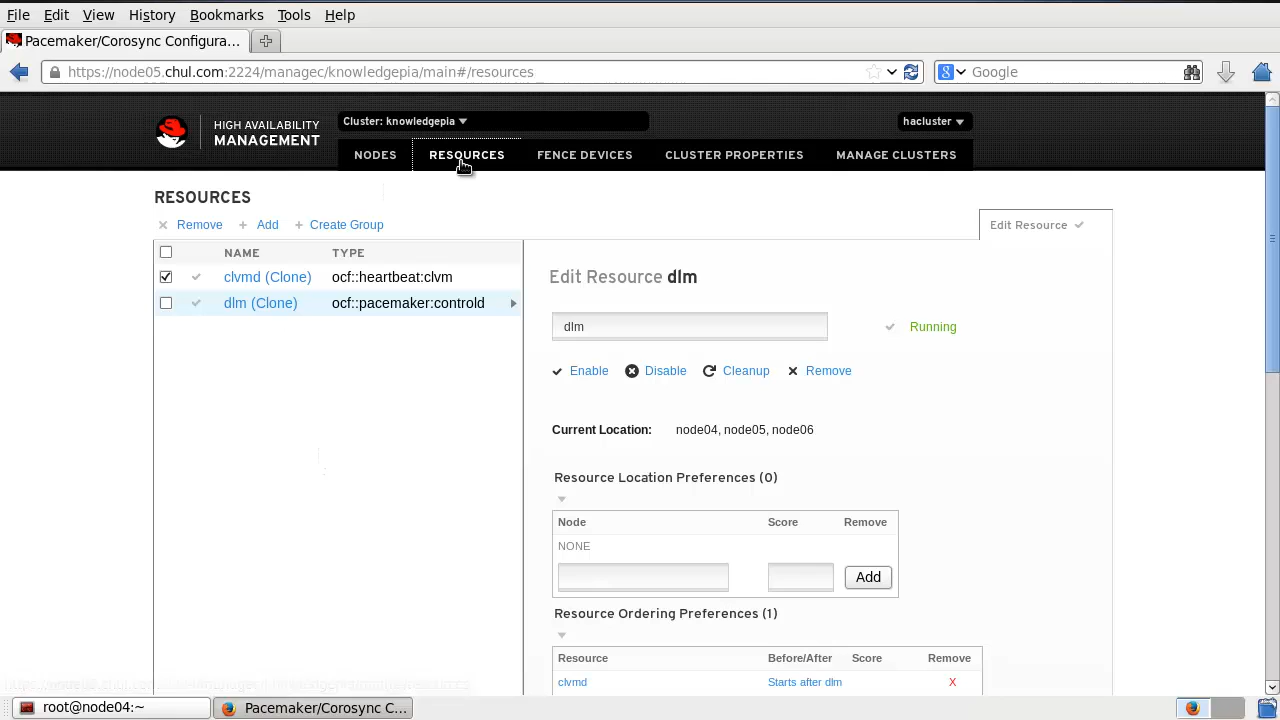 File Edit View History Bookmarks Tools Help
Pacemaker/Corosync Configura...
https://node05.chul.com:2224/managec/knowledgepia/main#/resources
Google
HIGH AVAILABILITY
MANAGEMENT
Cluster: knowledgepia
hacluster
NODES RESOURCES FENCE DEVICES CLUSTER PROPERTIES MANAGE CLUSTERS
RESOURCES
Remove Add Create Group
Edit Resource
NAME TYPE
clvmd (Clone) ocf::heartbeat:clvm
dlm (Clone) ocf::pacemaker:controld
Edit Resource dlm
dlm
Running
Enable Disable Cleanup Remove
Current Location: node04, node05, node06
Resource Location Preferences (0)
Node Score Remove
NONE
Add
Resource Ordering Preferences (1)
Resource Before/After Score Remove
clvmd Starts after dlm X
root@node04:~
Pacemaker/Corosync C...